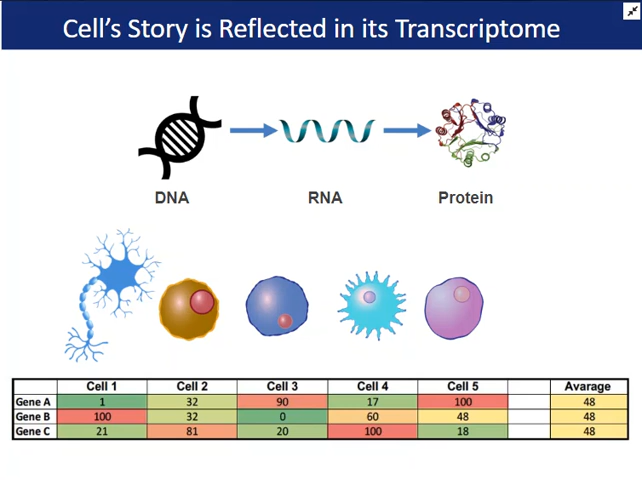 Cell's Story is Reflected in its Transcriptome
DNA RNA Protein
Cell 1 Cell 2 Cell 3 Cell 4 Cell 5 Avarage
Gene A 1 32 90 17 100 48
Gene B 100 32 0 60 48 48
Gene C 21 81 20 100 18 48